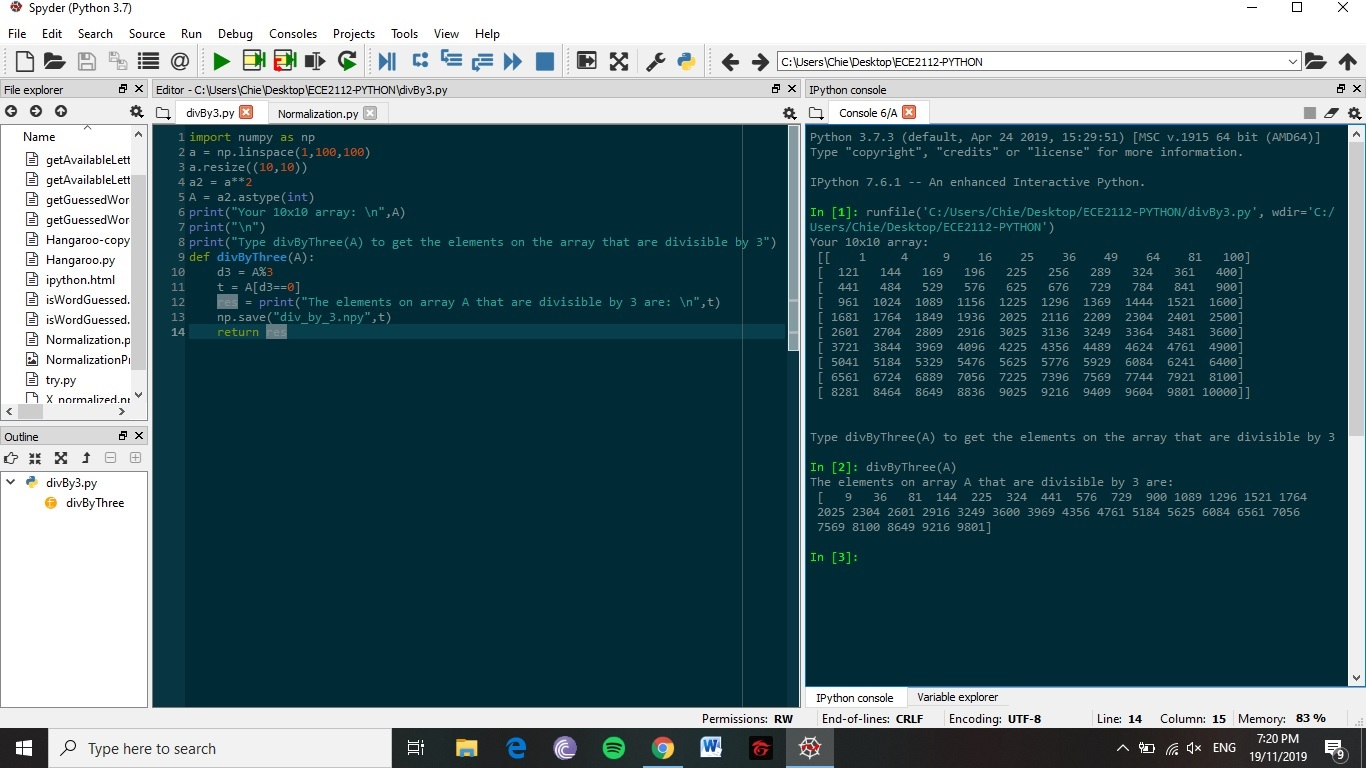 Spyder (Python 3.7)
File Edit Search Source Run Debug Consoles Projects Tools View Help
C:\Users\Chie\Desktop\ECE2112-PYTHON
File explorer
Name
getAvailableLett
getAvailableLett
getGuessedWor
getGuessedWor
Hangaroo-copy
Hangaroo.py
ipython.html
isWordGuessed.
isWordGuessed.
Normalization.p
NormalizationPr
try.py
X_normalized.np
Outline
divBy3.py
divByThree
Editor - C:\Users\Chie\Desktop\ECE2112-PYTHON\divBy3.py
divBy3.py Normalization.py
1 import numpy as np
2 a = np.linspace(1,100,100)
3 a.resize((10,10))
4 a2 = a**2
5 A = a2.astype(int)
6 print("Your 10x10 array: \n",A)
7 print("\n")
8 print("Type divByThree(A) to get the elements on the array that are divisible by 3")
9 def divByThree(A):
10 d3 = A%3
11 t = A[d3==0]
12 res = print("The elements on array A that are divisible by 3 are: \n",t)
13 np.save("div_by_3.npy",t)
14 return res
IPython console
Console 6/A
Python 3.7.3 (default, Apr 24 2019, 15:29:51) [MSC v.1915 64 bit (AMD64)]
Type "copyright", "credits" or "license" for more information.
IPython 7.6.1 -- An enhanced Interactive Python.
In [1]: runfile('C:/Users/Chie/Desktop/ECE2112-PYTHON/divBy3.py', wdir='C:/
Users/Chie/Desktop/ECE2112-PYTHON')
Your 10x10 array:
[[ 1 4 9 16 25 36 49 64 81 100]
[ 121 144 169 196 225 256 289 324 361 400]
[ 441 484 529 576 625 676 729 784 841 900]
[ 961 1024 1089 1156 1225 1296 1369 1444 1521 1600]
[ 1681 1764 1849 1936 2025 2116 2209 2304 2401 2500]
[ 2601 2704 2809 2916 3025 3136 3249 3364 3481 3600]
[ 3721 3844 3969 4096 4225 4356 4489 4624 4761 4900]
[ 5041 5184 5329 5476 5625 5776 5929 6084 6241 6400]
[ 6561 6724 6889 7056 7225 7396 7569 7744 7921 8100]
[ 8281 8464 8649 8836 9025 9216 9409 9604 9801 10000]]
Type divByThree(A) to get the elements on the array that are divisible by 3
In [2]: divByThree(A)
The elements on array A that are divisible by 3 are:
[ 9 36 81 144 225 324 441 576 729 900 1089 1296 1521 1764
2025 2304 2601 2916 3249 3600 3969 4356 4761 5184 5625 6084 6561 7056
7569 8100 8649 9216 9801]
In [3]:
IPython console Variable explorer
Permissions: RW End-of-lines: CRLF Encoding: UTF-8 Line: 14 Column: 15 Memory: 83 %
Type here to search
ENG
7:20 PM
19/11/2019
9